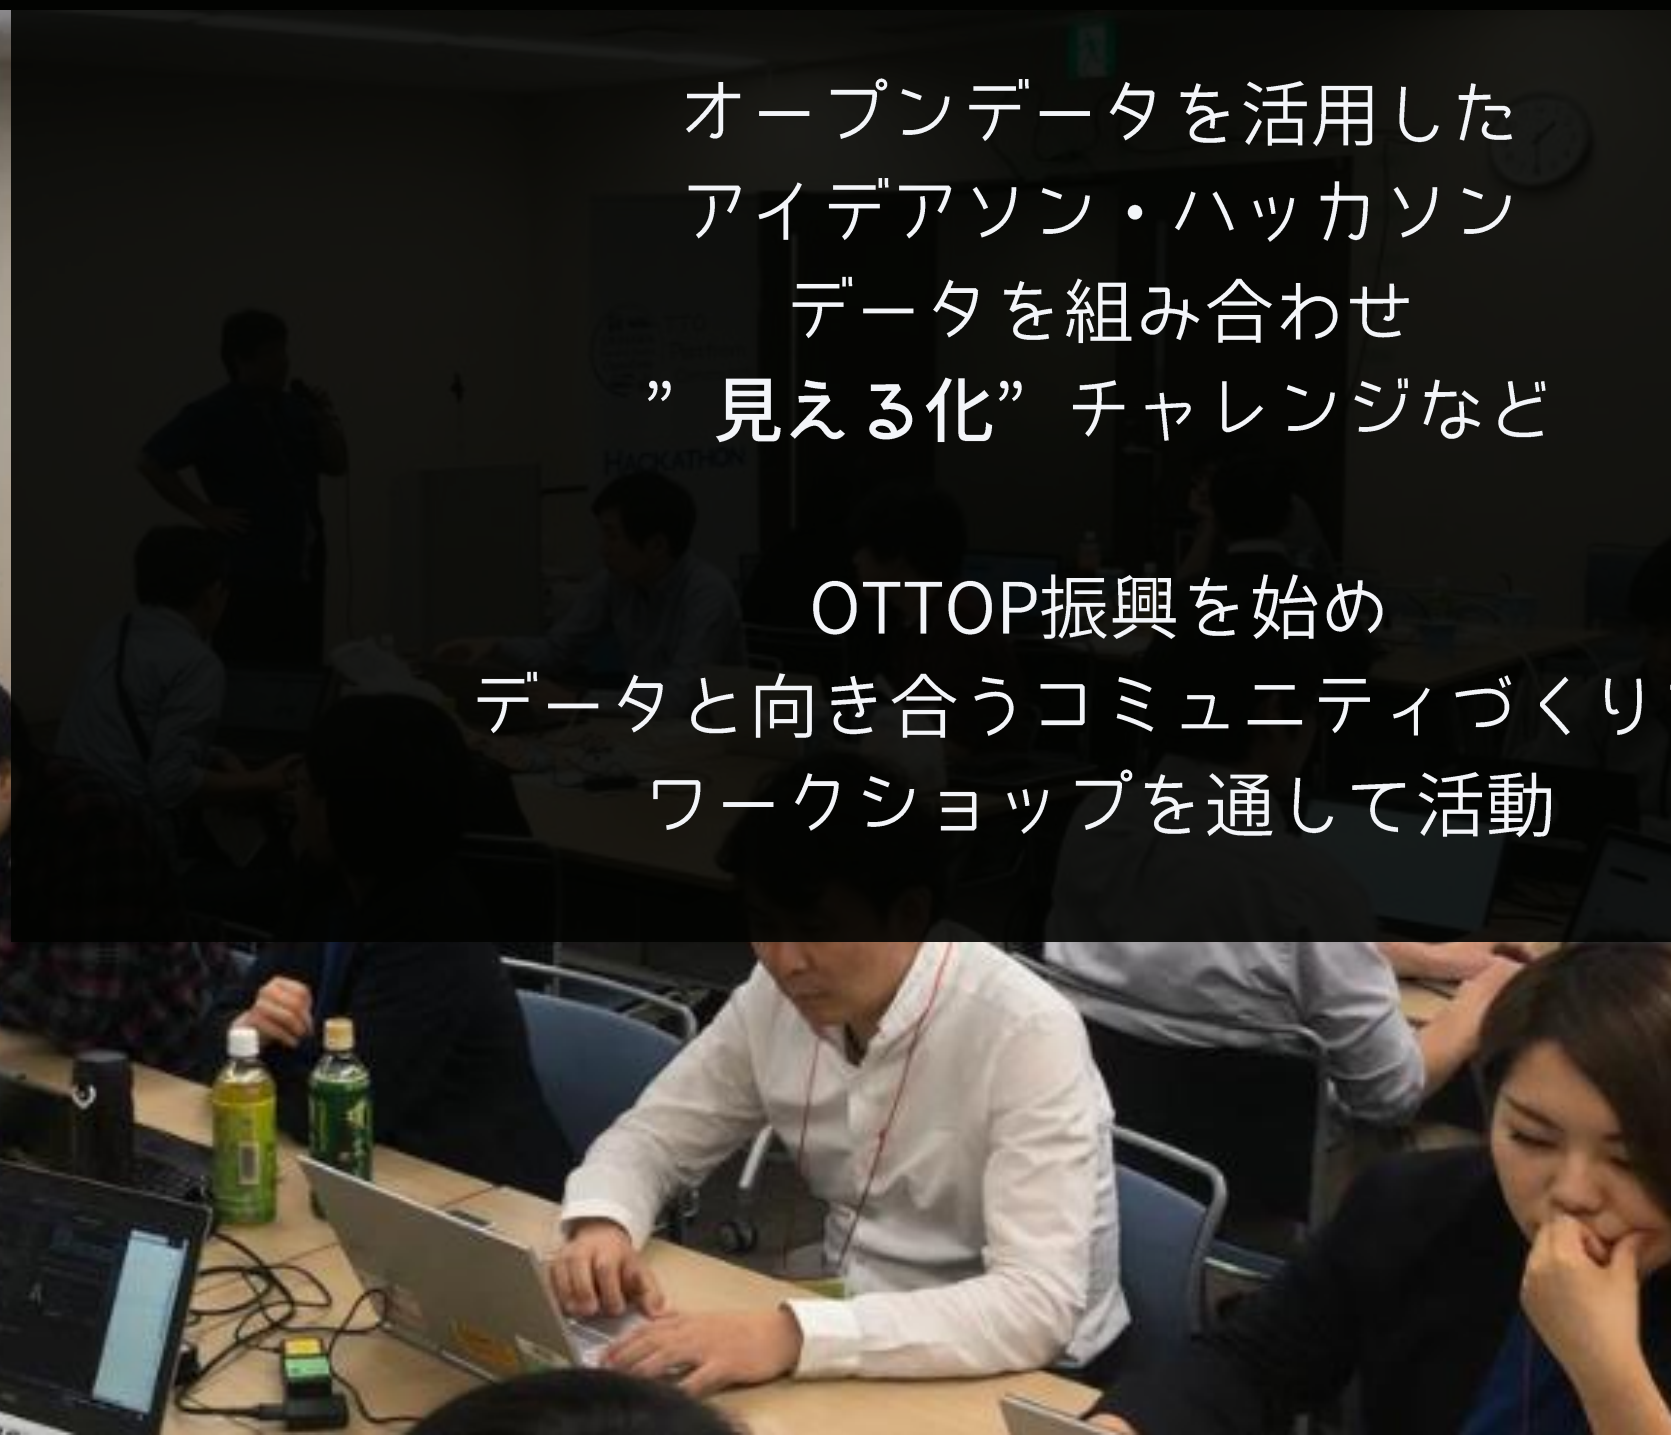 オープンデータを活用した
アイデアソン・ハッカソン
データを組み合わせ
”見える化”チャレンジなど
OTTOP振興を始め
データと向き合うコミュニティづくり
ワークショップを通して活動
HACKATHON